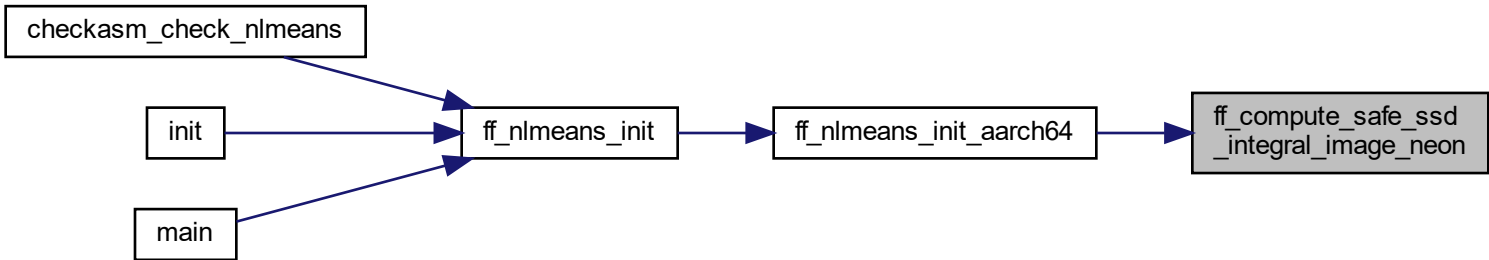 checkasm_check_nlmeans
init
main
ff_nlmeans_init
ff_nlmeans_init_aarch64
ff_compute_safe_ssd
_integral_image_neon